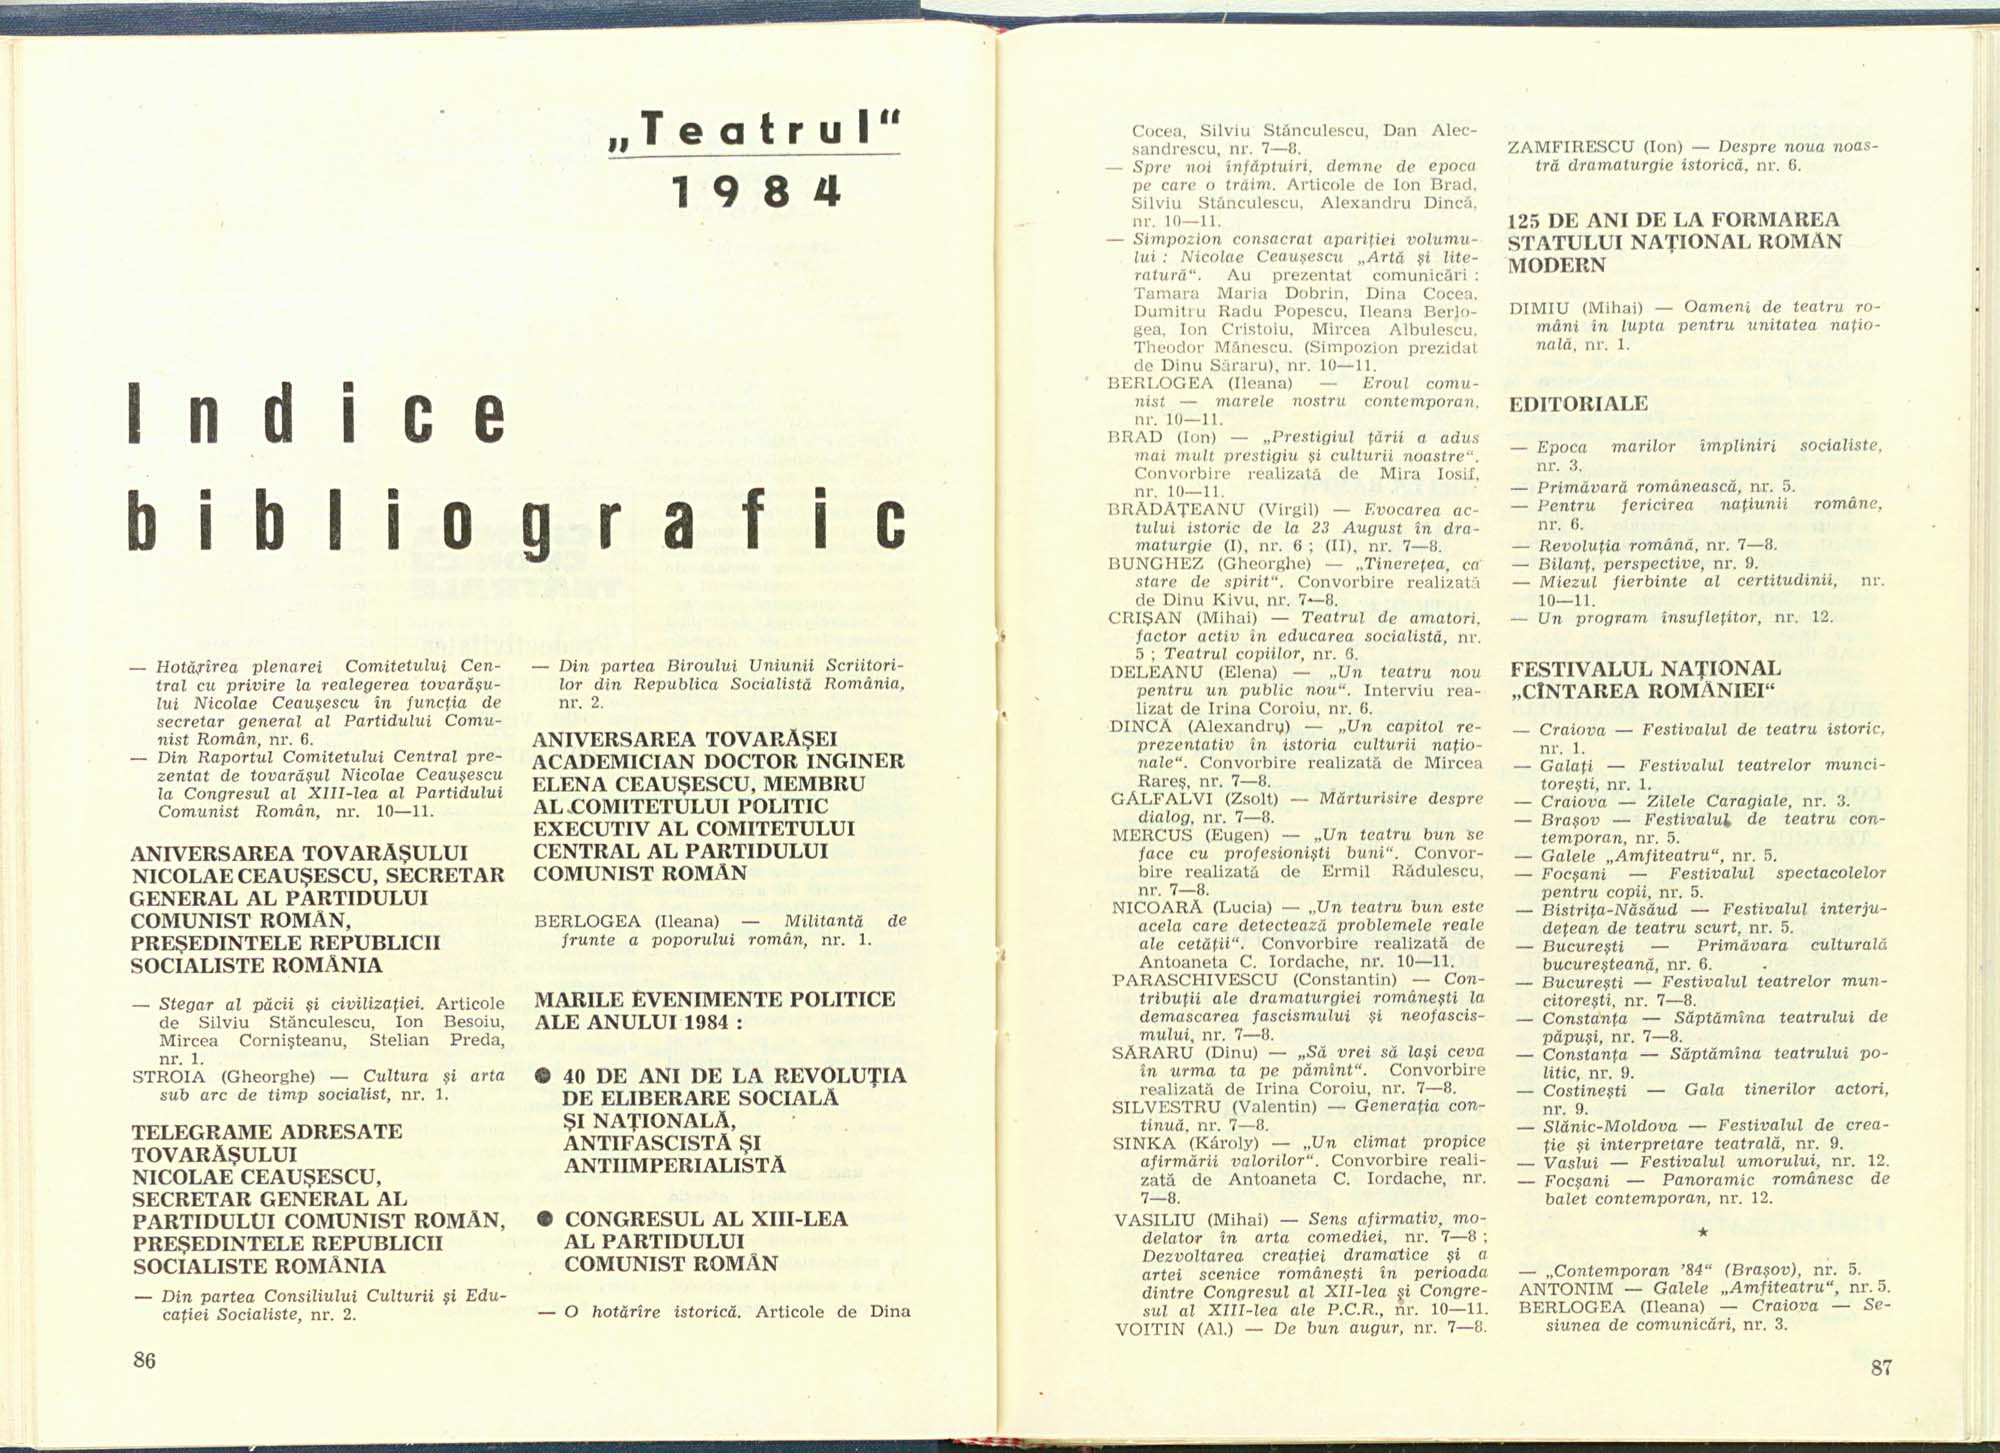 „Teatrul“
1984
Indice
bibliografic
— Hotărîrea plenarei Comitetului Cen-
tral cu privire la realegerea tovarășu-
lui Nicolae Ceaușescu în funcția de
secretar general al Partidului Comu-
nist Român, nr. 6.
— Din Raportul Comitetului Central pre-
zentat de tovarășul Nicolae Ceaușescu
la Congresul al XIII-lea al Partidului
Comunist Român, nr. 10—11.
ANIVERSAREA TOVARĂȘULUI
NICOLAE CEAUȘESCU, SECRETAR
GENERAL AL PARTIDULUI
COMUNIST ROMÂN,
PREȘEDINTELE REPUBLICII
SOCIALISTE ROMÂNIA
— Stegar al păcii și civilizației. Articole
de Silviu Stănculescu, Ion Besoiu,
Mircea Cornișteanu, Stelian Preda,
nr. 1.
STROIA (Gheorghe) — Cultura și arta
sub arc de timp socialist, nr. 1.
TELEGRAME ADRESATE
TOVARĂȘULUI
NICOLAE CEAUȘESCU,
SECRETAR GENERAL AL
PARTIDULUI COMUNIST ROMÂN,
PREȘEDINTELE REPUBLICII
SOCIALISTE ROMÂNIA
— Din partea Consiliului Culturii și Edu-
cației Socialiste, nr. 2.
86
— Din partea Biroului Uniunii Scriitori-
lor din Republica Socialistă România,
nr. 2.
ANIVERSAREA TOVARĂȘEI
ACADEMICIAN DOCTOR INGINER
ELENA CEAUȘESCU, MEMBRU
AL COMITETULUI POLITIC
EXECUTIV AL COMITETULUI
CENTRAL AL PARTIDULUI
COMUNIST ROMÂN
BERLOGEA (Ileana) — Militantă de
frunte a poporului român, nr. 1.
MARILE EVENIMENTE POLITICE
ALE ANULUI 1984 :
● 40 DE ANI DE LA REVOLUȚIA
DE ELIBERARE SOCIALĂ
ȘI NAȚIONALĂ,
ANTIFASCISTĂ ȘI
ANTIIMPERIALISTĂ
● CONGRESUL AL XIII-LEA
AL PARTIDULUI
COMUNIST ROMÂN
— O hotărîre istorică. Articole de Dina
Cocea, Silviu Stănculescu, Dan Alec-
sandrescu, nr. 7—8.
— Spre noi înfăptuiri, demne de epoca
pe care o trăim. Articole de Ion Brad,
Silviu Stănculescu, Alexandru Dincă,
nr. 10—11.
— Simpozion consacrat apariției volumu-
lui : Nicolae Ceaușescu „Artă și lite-
ratură“. Au prezentat comunicări :
Tamara Maria Dobrin, Dina Cocea,
Dumitru Radu Popescu, Ileana Berlo-
gea, Ion Cristoiu, Mircea Albulescu,
Theodor Mănescu. (Simpozion prezidat
de Dinu Săraru), nr. 10—11.
BERLOGEA (Ileana) — Eroul comu-
nist — marele nostru contemporan,
nr. 10—11.
BRAD (Ion) — „Prestigiul țării a adus
mai mult prestigiu și culturii noastre“.
Convorbire realizată de Mira Iosif,
nr. 10—11.
BRĂDĂȚEANU (Virgil) — Evocarea ac-
tului istoric de la 23 August în dra-
maturgie (I), nr. 6 ; (II), nr. 7—8.
BUNGHEZ (Gheorghe) — „Tinerețea, ca
stare de spirit“. Convorbire realizată
de Dinu Kivu, nr. 7—8.
CRIȘAN (Mihai) — Teatrul de amatori,
factor activ în educarea socialistă, nr.
5 ; Teatrul copiilor, nr. 6.
DELEANU (Elena) — „Un teatru nou
pentru un public nou“. Interviu rea-
lizat de Irina Coroiu, nr. 6.
DINCĂ (Alexandru) — „Un capitol re-
prezentativ în istoria culturii națio-
nale“. Convorbire realizată de Mircea
Rareș, nr. 7—8.
GÁLFALVI (Zsolt) — Mărturisire despre
dialog, nr. 7—8.
MERCUS (Eugen) — „Un teatru bun se
face cu profesioniști buni“. Convor-
bire realizată de Ermil Rădulescu,
nr. 7—8.
NICOARĂ (Lucia) — „Un teatru bun este
acela care detectează problemele reale
ale cetății“. Convorbire realizată de
Antoaneta C. Iordache, nr. 10—11.
PARASCHIVESCU (Constantin) — Con-
tribuții ale dramaturgiei românești la
demascarea fascismului și neofascis-
mului, nr. 7—8.
SĂRARU (Dinu) — „Să vrei să lași ceva
în urma ta pe pămînt“. Convorbire
realizată de Irina Coroiu, nr. 7—8.
SILVESTRU (Valentin) — Generația con-
tinuă, nr. 7—8.
SINKA (Károly) — „Un climat propice
afirmării valorilor“. Convorbire reali-
zată de Antoaneta C. Iordache, nr.
7—8.
VASILIU (Mihai) — Sens afirmativ, mo-
delator în arta comediei, nr. 7—8 ;
Dezvoltarea creației dramatice și a
artei scenice românești în perioada
dintre Congresul al XII-lea și Congre-
sul al XIII-lea ale P.C.R., nr. 10—11.
VOITIN (Al.) — De bun augur, nr. 7—8.
ZAMFIRESCU (Ion) — Despre noua noas-
tră dramaturgie istorică, nr. 6.
125 DE ANI DE LA FORMAREA
STATULUI NAȚIONAL ROMÂN
MODERN
DIMIU (Mihai) — Oameni de teatru ro-
mâni în lupta pentru unitatea națio-
nală, nr. 1.
EDITORIALE
— Epoca marilor împliniri socialiste,
nr. 3.
— Primăvară românească, nr. 5.
— Pentru fericirea națiunii române,
nr. 6.
— Revoluția română, nr. 7—8.
— Bilanț, perspective, nr. 9.
— Miezul fierbinte al certitudinii, nr.
10—11.
— Un program însuflețitor, nr. 12.
FESTIVALUL NAȚIONAL
„CÎNTAREA ROMÂNIEI“
— Craiova — Festivalul de teatru istoric,
nr. 1.
— Galați — Festivalul teatrelor munci-
torești, nr. 1.
— Craiova — Zilele Caragiale, nr. 3.
— Brașov — Festivalul de teatru con-
temporan, nr. 5.
— Galele „Amfiteatru“, nr. 5.
— Focșani — Festivalul spectacolelor
pentru copii, nr. 5.
— Bistrița-Năsăud — Festivalul interju-
dețean de teatru scurt, nr. 5.
— București — Primăvara culturală
bucureșteană, nr. 6.
— București — Festivalul teatrelor mun-
citorești, nr. 7—8.
— Constanța — Săptămîna teatrului de
păpuși, nr. 7—8.
— Constanța — Săptămîna teatrului po-
litic, nr. 9.
— Costinești — Gala tinerilor actori,
nr. 9.
— Slănic-Moldova — Festivalul de crea-
ție și interpretare teatrală, nr. 9.
— Vaslui — Festivalul umorului, nr. 12.
— Focșani — Panoramic românesc de
balet contemporan, nr. 12.
★
— „Contemporan '84“ (Brașov), nr. 5.
ANTONIM — Galele „Amfiteatru“, nr. 5.
BERLOGEA (Ileana) — Craiova — Se-
siunea de comunicări, nr. 3.
87